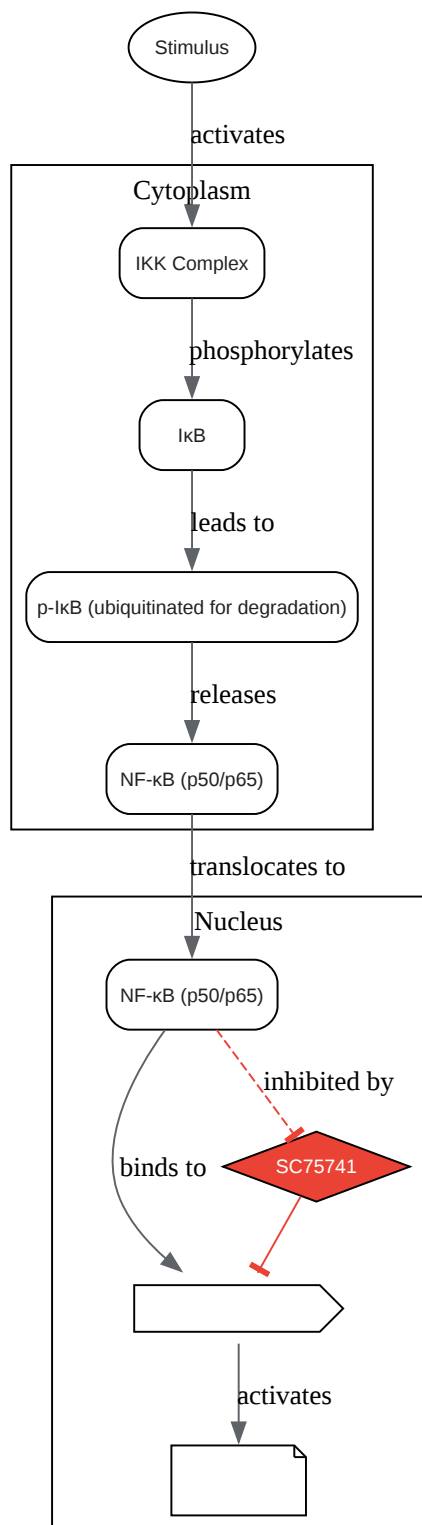 Stimulus
activates
Cytoplasm
IKK Complex
phosphorylates
IκB
leads to
p-IκB (ubiquitinated for degradation)
releases
NF-κB (p50/p65)
translocates to
Nucleus
NF-κB (p50/p65)
inhibited by
binds to
SC75741
activates